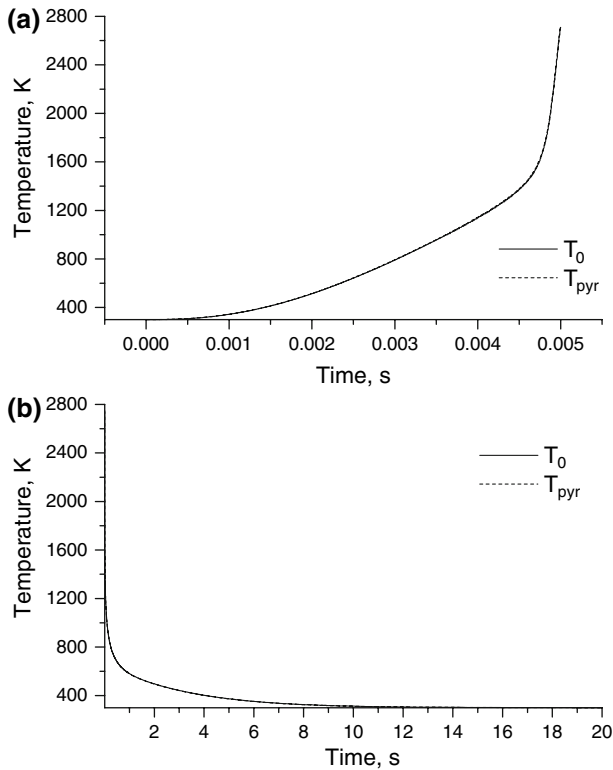 (a)
2800
2400
2000
1600
1200
800
400
Temperature, K
T₀
Tpyr
0.000 0.001 0.002 0.003 0.004 0.005
Time, s
(b)
2800
2400
2000
1600
1200
800
400
Temperature, K
T₀
Tpyr
2 4 6 8 10 12 14 16 18 20
Time, s